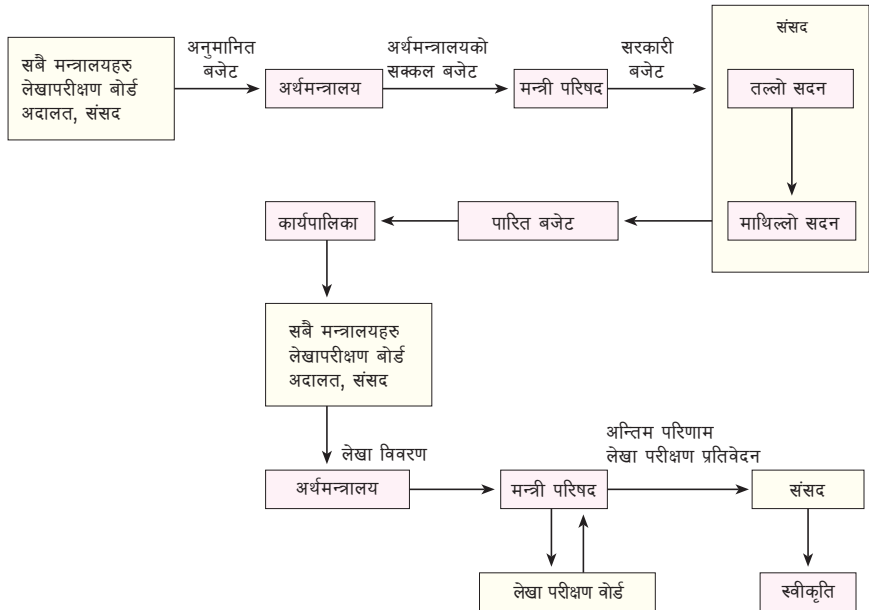 संसद
सबै मन्त्रालयहरु
लेखापरीक्षण बोर्ड
अदालत, संसद
अनुमानित
बजेट
अर्थमन्त्रालय
अर्थमन्त्रालयको
सक्कल बजेट
मन्त्री परिषद
सरकारी
बजेट
तल्लो सदन
माथिल्लो सदन
पारित बजेट
कार्यपालिका
सबै मन्त्रालयहरु
लेखापरीक्षण बोर्ड
अदालत, संसद
लेखा विवरण
अर्थमन्त्रालय
मन्त्री परिषद
अन्तिम परिणाम
लेखा परीक्षण प्रतिवेदन
संसद
लेखा परीक्षण वोर्ड
स्वीकृति